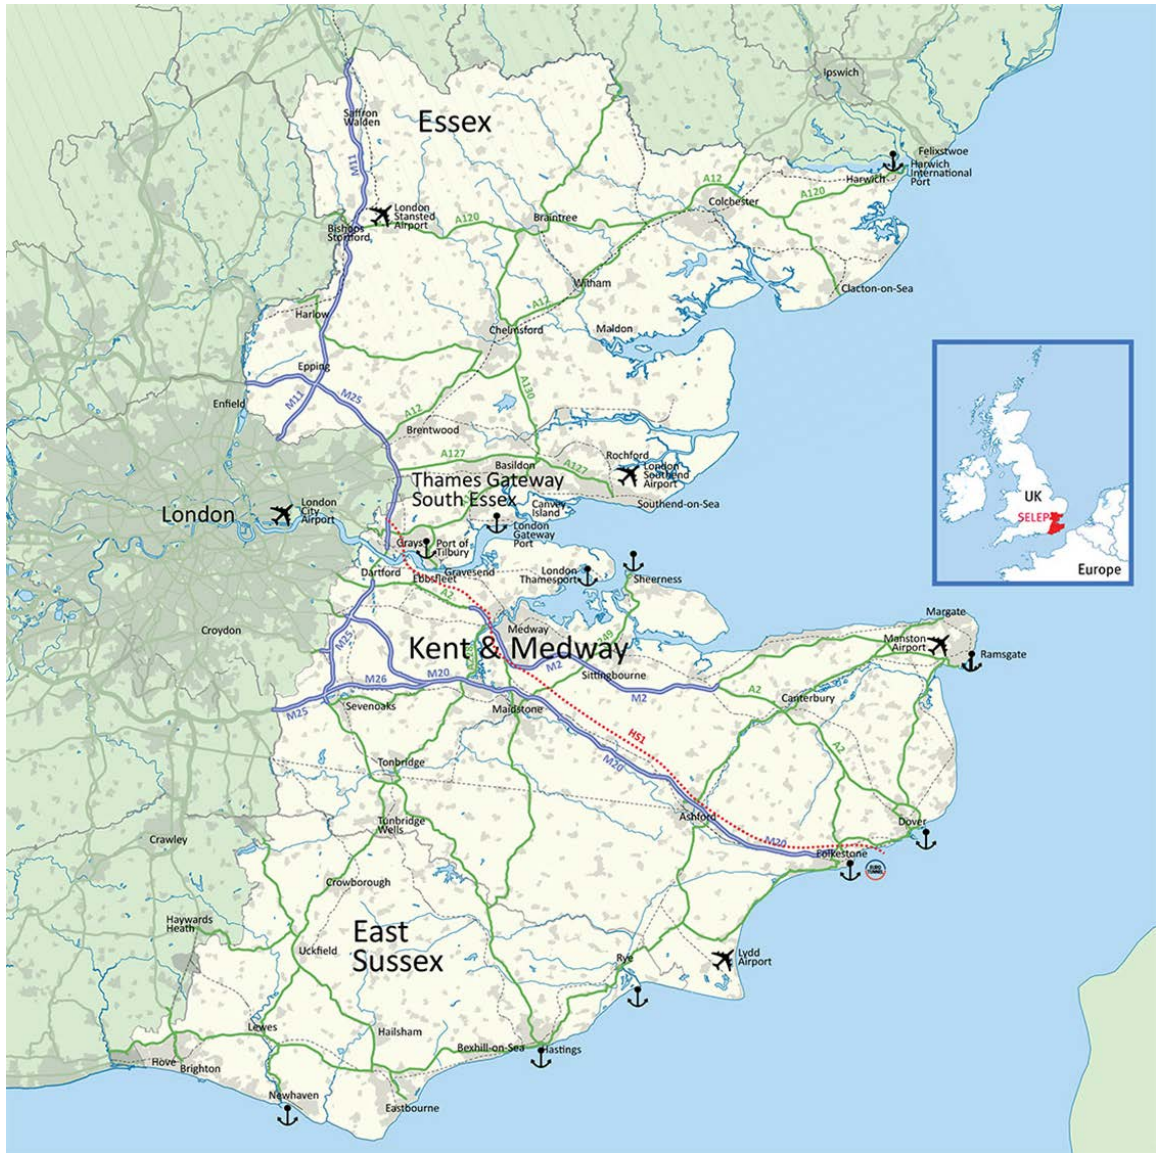 Ipswich
Saffron
Walden
Essex
M11
Felixstwoe
Harwich
International
Port
Harwich
A12
A120
Colchester
London
Stansted
Airport
A120
Braintree
Bishops
Stortford
Witham
Clacton-on-Sea
A12
Harlow
Chelmsford
Maldon
Epping
M25
M11
A130
Enfield
A12
Brentwood
A127
Basildon
A127
Rochford
London
Southend
Airport
Thames Gateway
South Essex
Canvey
Island
Southend-on-Sea
London
London
City
Airport
London
Gateway
Port
Grays
Port of
Tilbury
UK
SELEP
Europe
Dartford
Ebbsfleet
Gravesend
London
Thamesport
Sheerness
A2
Margate
Croydon
M25
Medway
249
Manston
Airport
Ramsgate
Kent & Medway
M2
Sittingbourne
M26
M20
M2
A2
Canterbury
M25
Sevenoaks
Maidstone
HS1
A2
Tonbridge
M20
Ashford
Dover
Tunbridge
Wells
Crawley
M20
Folkestone
EURO
TUNNEL
Crowborough
Haywards
Heath
East
Sussex
Uckfield
Rye
Lydd
Airport
Lewes
Hailsham
Bexhill-on-Sea
Hastings
Hove
Brighton
Newhaven
Eastbourne